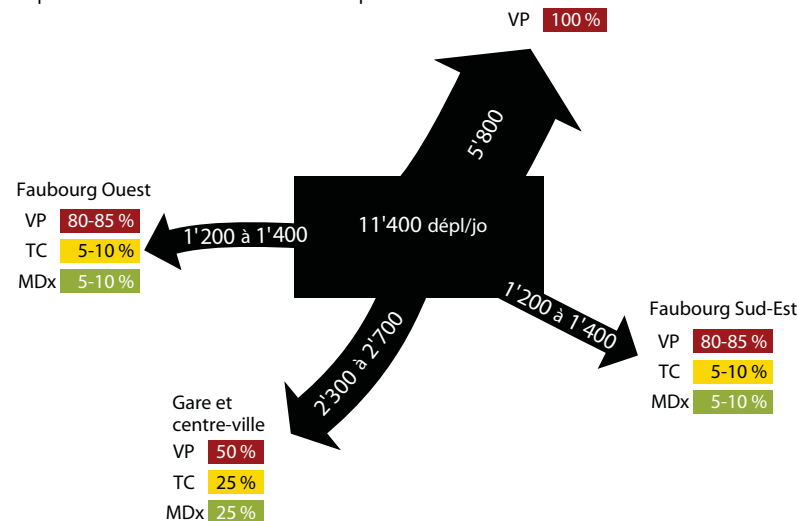 VP 100 %
5'800
Faubourg Ouest
VP 80-85 %
TC 5-10 %
MDx 5-10 %
1'200 à 1'400
11'400 dépl/jo
1'200 à 1'400
Faubourg Sud-Est
VP 80-85 %
TC 5-10 %
MDx 5-10 %
2'300 à 2'700
Gare et
centre-ville
VP 50 %
TC 25 %
MDx 25 %